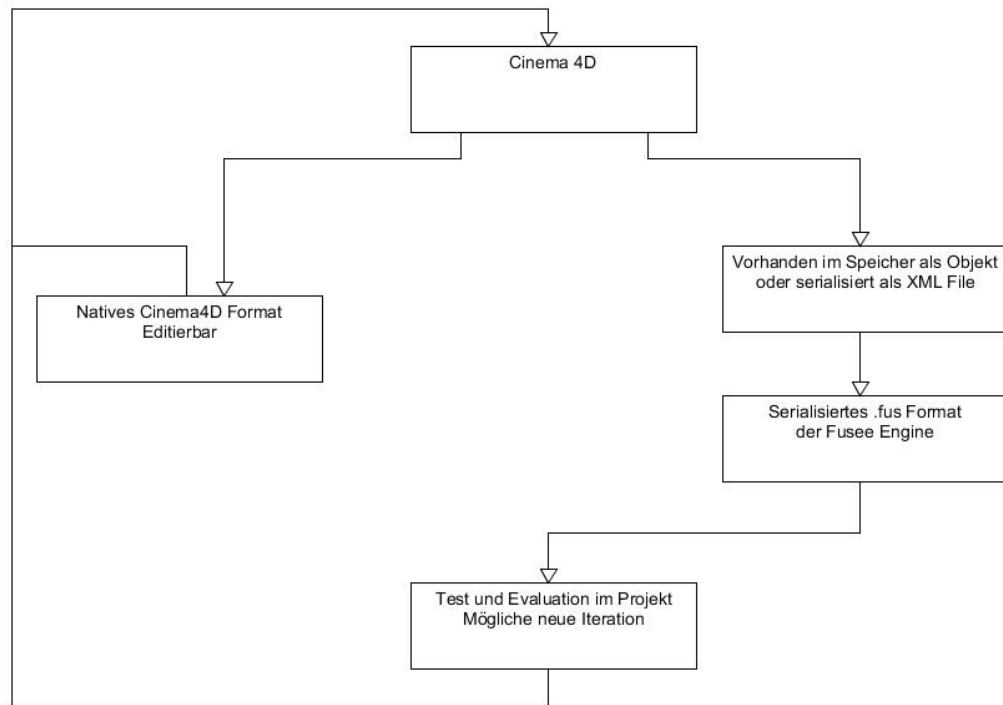 Cinema 4D
Vorhanden im Speicher als Objekt
oder serialisiert als XML File
Natives Cinema4D Format
Editierbar
Serialisiertes .fus Format
der Fusee Engine
Test und Evaluation im Projekt
Mögliche neue Iteration